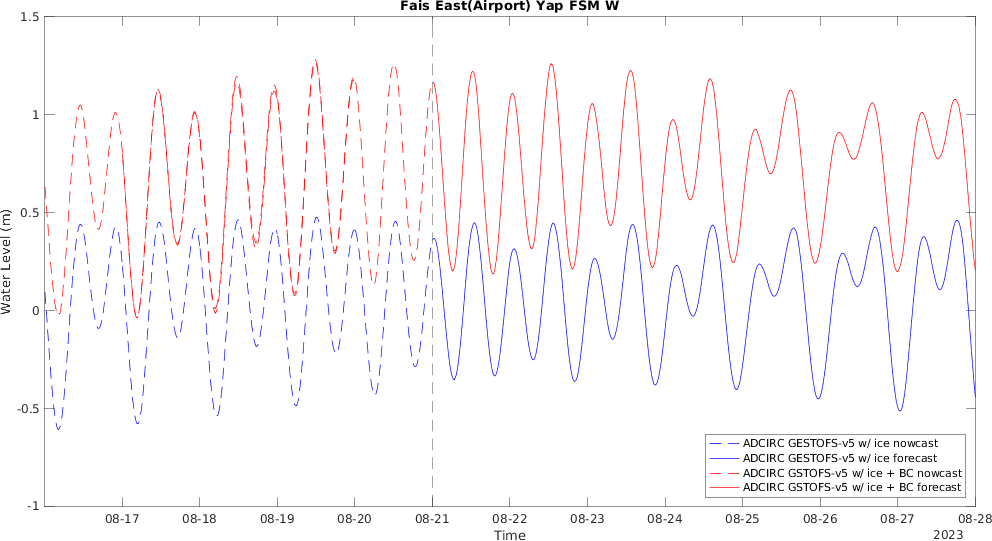 Fais East(Airport) Yap FSM W
Water Level (m)
1.5
1
0.5
0
-0.5
-1
ADCIRC GESTOFS-v5 w/ ice nowcast
ADCIRC GESTOFS-v5 w/ ice forecast
ADCIRC GSTOFS-v5 w/ ice + BC nowcast
ADCIRC GSTOFS-v5 w/ ice + BC forecast
08-17 08-18 08-19 08-20 08-21 08-22 08-23 08-24 08-25 08-26 08-27 08-28
Time
2023